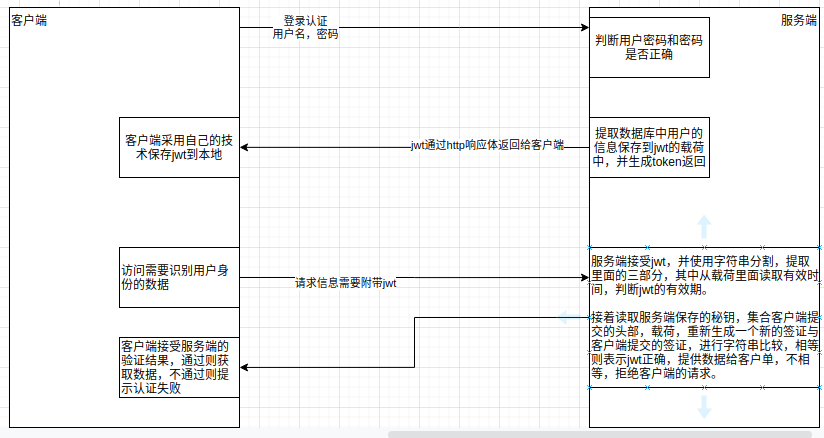 客户端
登录认证
用户名，密码
服务端
判断用户密码和密码
是否正确
客户端采用自己的技
术保存jwt到本地
jwt通过http响应体返回给客户端
提取数据库中用户的
信息保存到jwt的载荷
中，并生成token返回
访问需要识别用户身
份的数据
请求信息需要附带jwt
服务端接受jwt，并使用字符串分割，提取
里面的三部分，其中从载荷里面读取有效时
间，判断jwt的有效期。
接着读取服务端保存的秘钥，集合客户端提
交的头部，载荷，重新生成一个新的签证与
客户端提交的签证，进行字符串比较，相等
则表示jwt正确，提供数据给客户单，不相
等，拒绝客户端的请求。
客户端接受服务端的
验证结果，通过则获
取数据，不通过则提
示认证失败